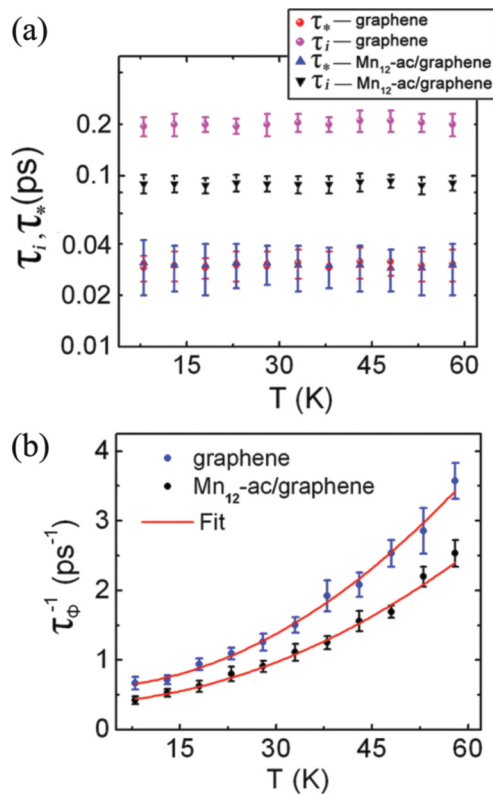 (a)
τ* — graphene
τi — graphene
τ* — Mn12-ac/graphene
τi — Mn12-ac/graphene
τi, τ* (ps)
0.2
0.1
0.04
0.02
0.01
15 30 45 60
T (K)
(b)
graphene
Mn12-ac/graphene
Fit
τΦ-1 (ps-1)
4
3
2
1
0
15 30 45 60
T (K)